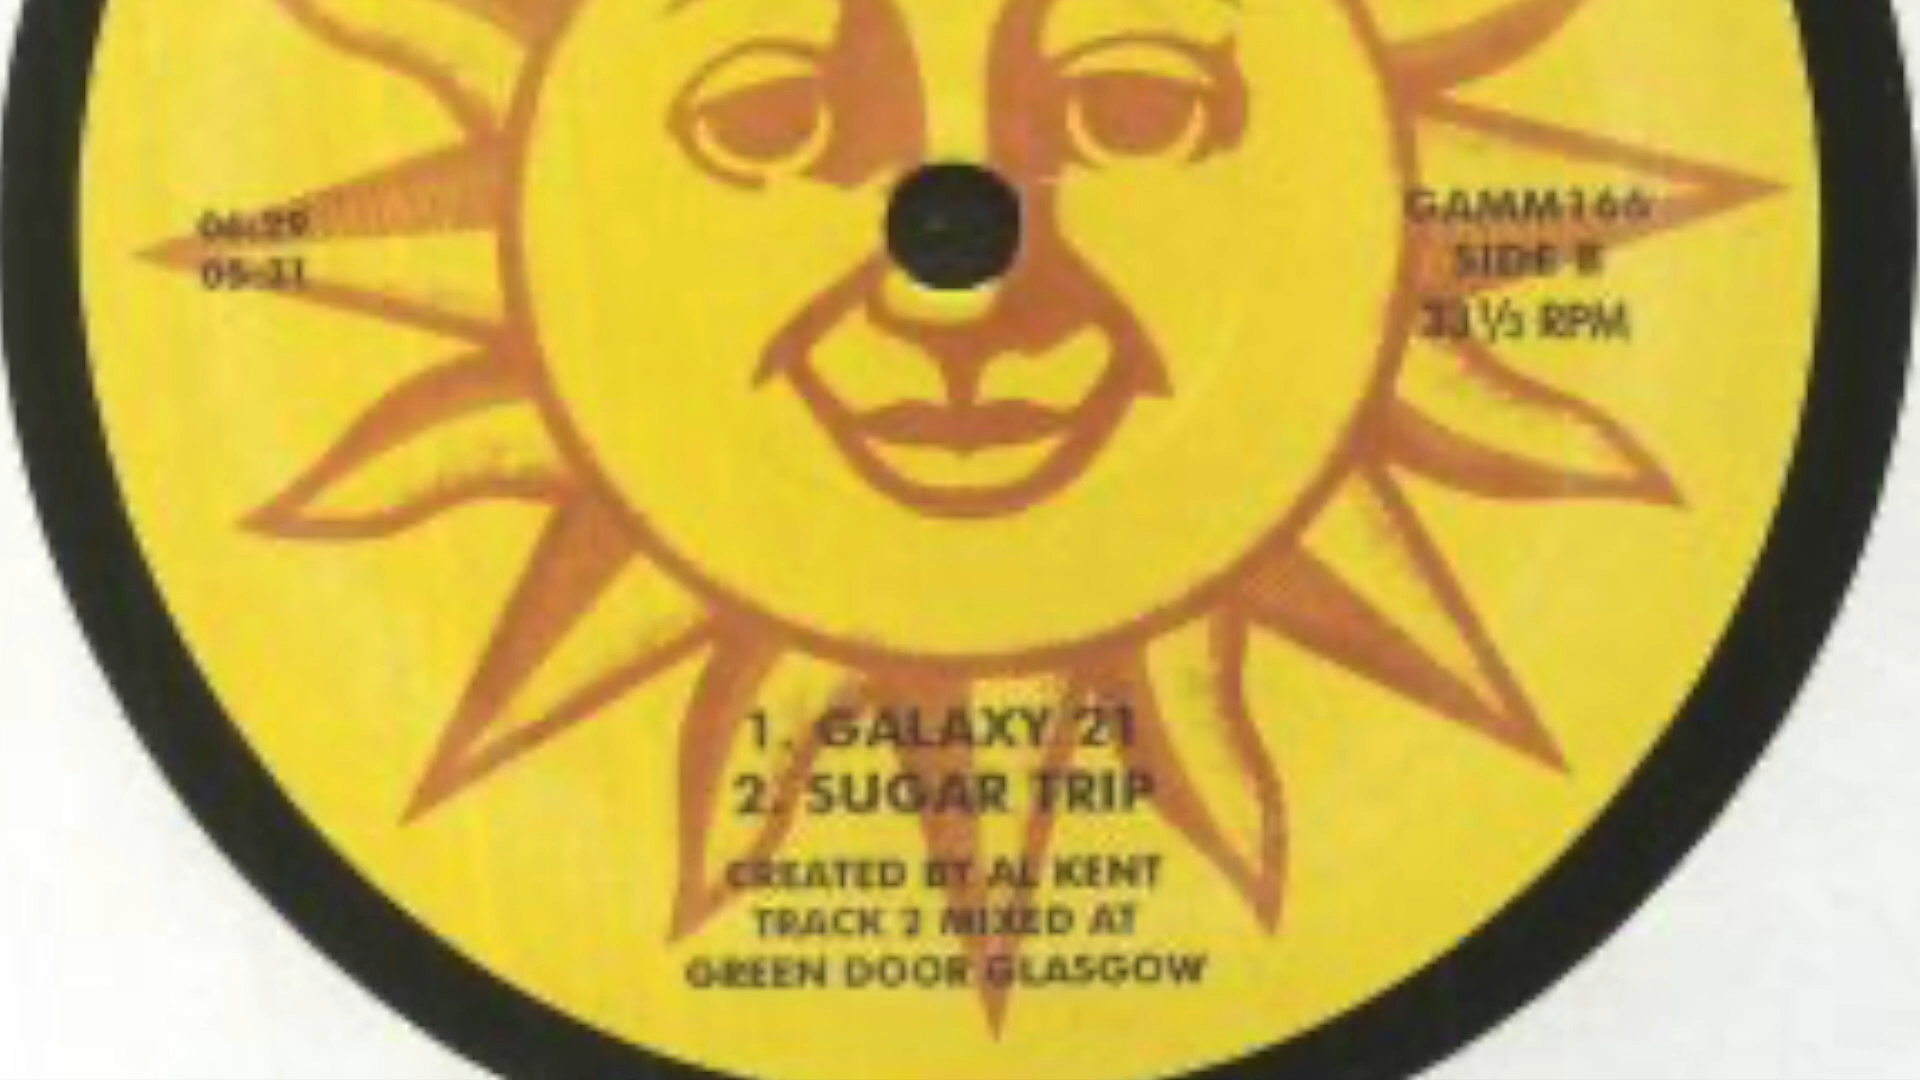 06:29
05:31
GAMM166
SIDE B
33 ⅓ RPM
1. GALAXY 21
2. SUGAR TRIP
CREATED BY AL KENT
TRACK 2 MIXED AT
GREEN DOOR GLASGOW